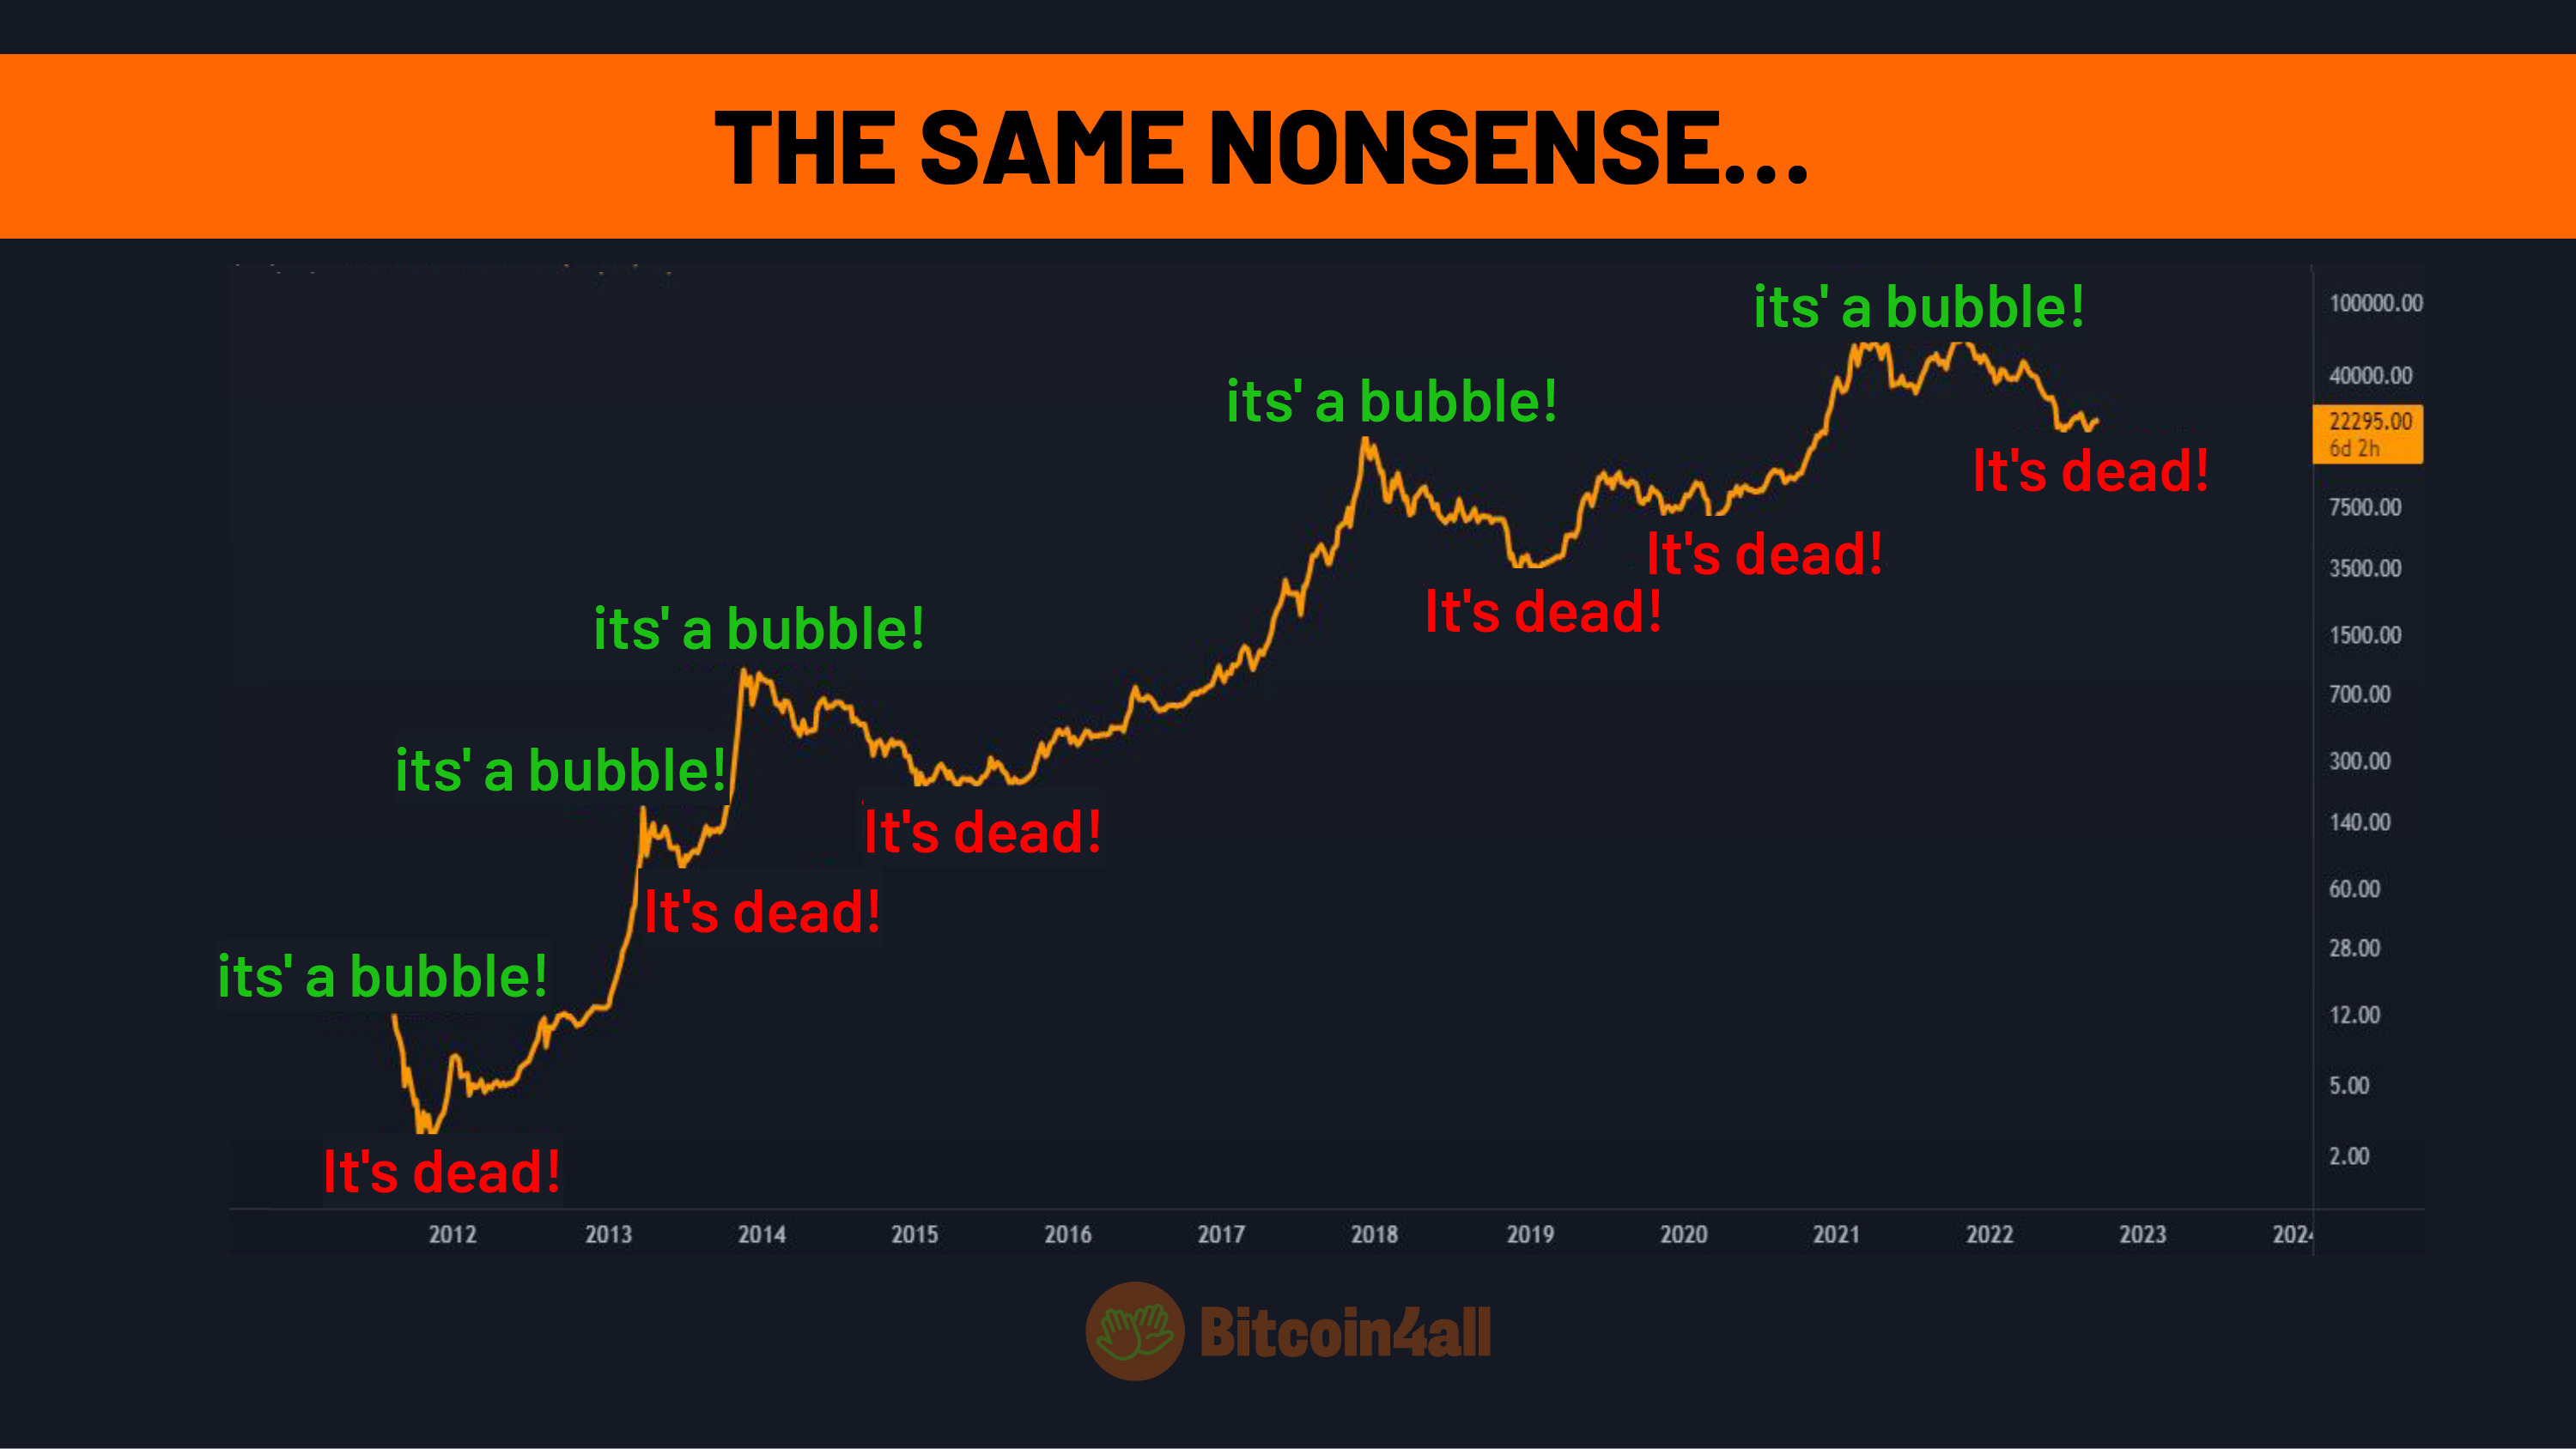 THE SAME NONSENSE...
its' a bubble!
100000.00
40000.00
its' a bubble!
22295.00
6d 2h
It's dead!
7500.00
It's dead!
3500.00
It's dead!
its' a bubble!
1500.00
700.00
its' a bubble!
300.00
It's dead!
140.00
60.00
It's dead!
28.00
its' a bubble!
12.00
5.00
It's dead!
2.00
2012 2013 2014 2015 2016 2017 2018 2019 2020 2021 2022 2023
Bitcoin4all